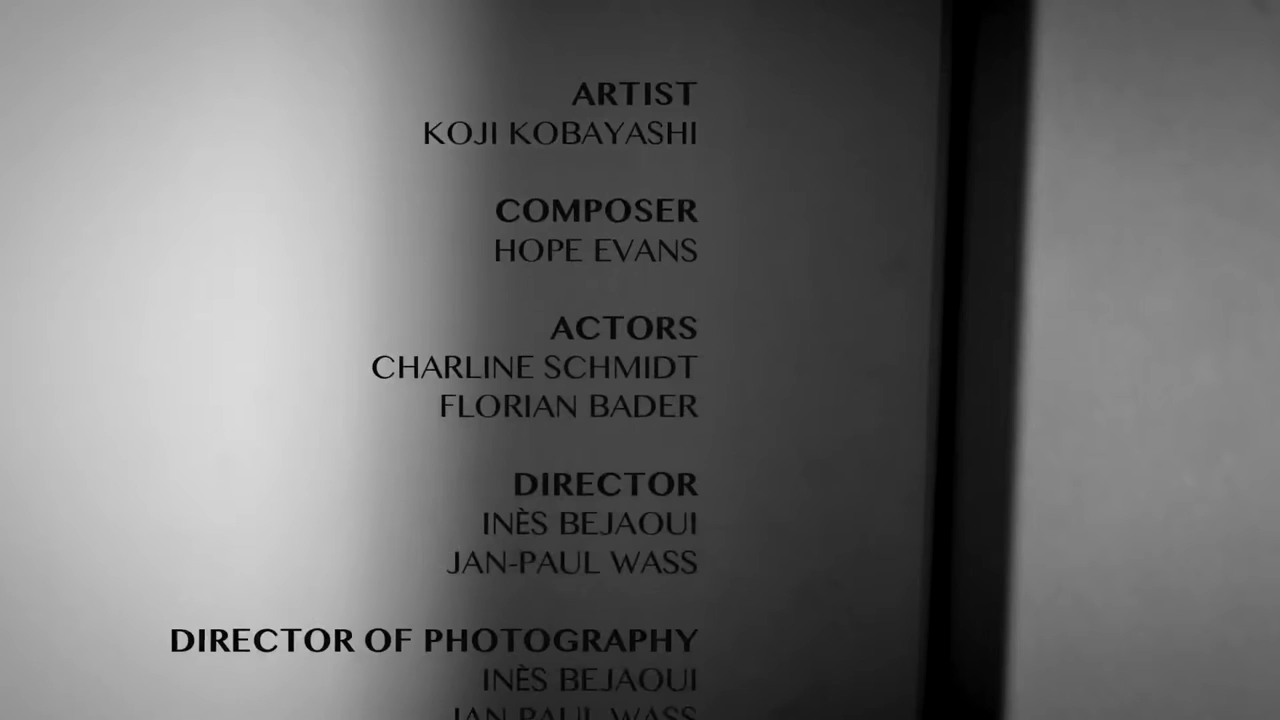 ARTIST
KOJI KOBAYASHI
COMPOSER
HOPE EVANS
ACTORS
CHARLINE SCHMIDT
FLORIAN BADER
DIRECTOR
INÈS BEJAOUI
JAN-PAUL WASS
DIRECTOR OF PHOTOGRAPHY
INÈS BEJAOUI
JAN-PAUL WASS